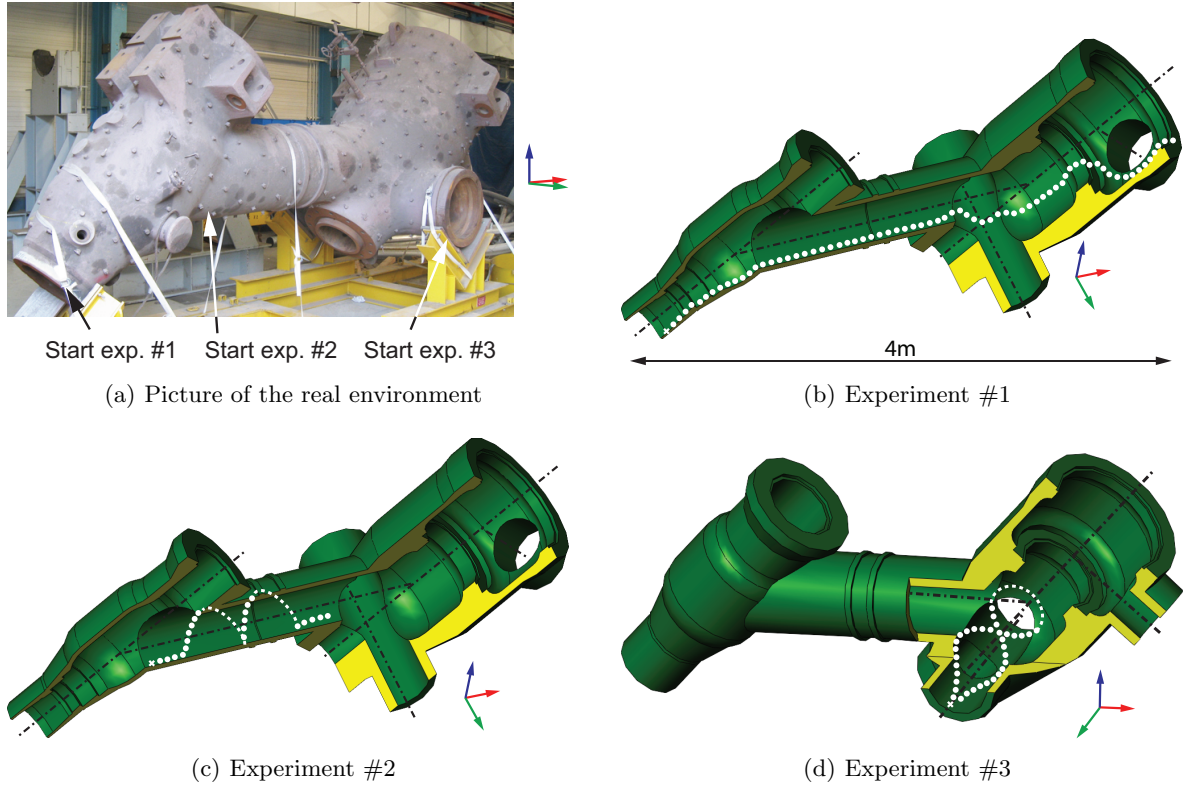 Start exp. #1 Start exp. #2 Start exp. #3
(a) Picture of the real environment
4m
(b) Experiment #1
(c) Experiment #2
(d) Experiment #3